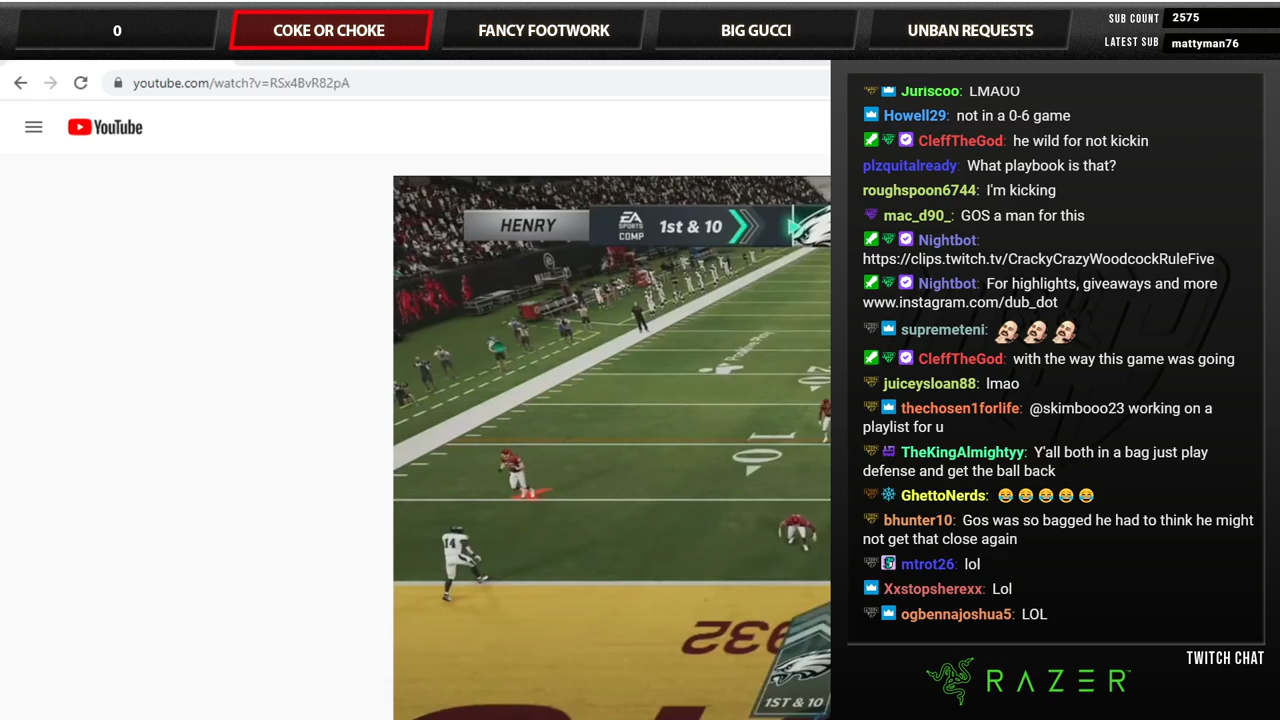 0
COKE OR CHOKE
FANCY FOOTWORK
BIG GUCCI
UNBAN REQUESTS
SUB COUNT 2575
LATEST SUB mattyman76
youtube.com/watch?v=RSx4BvR82pA
YouTube
HENRY
EA SPORTS COMP
1st & 10
14
10
1932
1ST & 10
Juriscoo: LMAOO
Howell29: not in a 0-6 game
CleffTheGod: he wild for not kickin
plzquitalready: What playbook is that?
roughspoon6744: I'm kicking
mac_d90_: GOS a man for this
Nightbot:
https://clips.twitch.tv/CrackyCrazyWoodcockRuleFive
Nightbot: For highlights, giveaways and more
www.instagram.com/dub_dot
supremeteni:
CleffTheGod: with the way this game was going
juiceysloan88: lmao
thechosen1forlife: @skimbooo23 working on a
playlist for u
TheKingAlmightyy: Y'all both in a bag just play
defense and get the ball back
GhettoNerds: 😂 😂 😂 😂 😂
bhunter10: Gos was so bagged he had to think he might
not get that close again
mtrot26: lol
Xxstopsherexx: Lol
ogbennajoshua5: LOL
TWITCH CHAT
RAZER